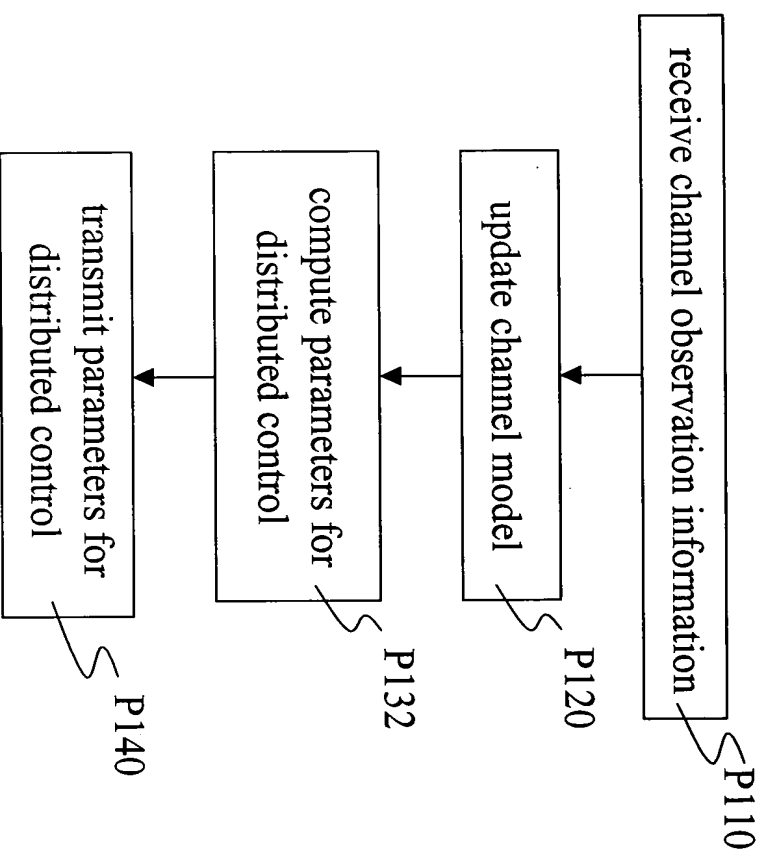 receive channel observation information
P110
update channel model
P120
compute parameters for
distributed control
P132
transmit parameters for
distributed control
P140